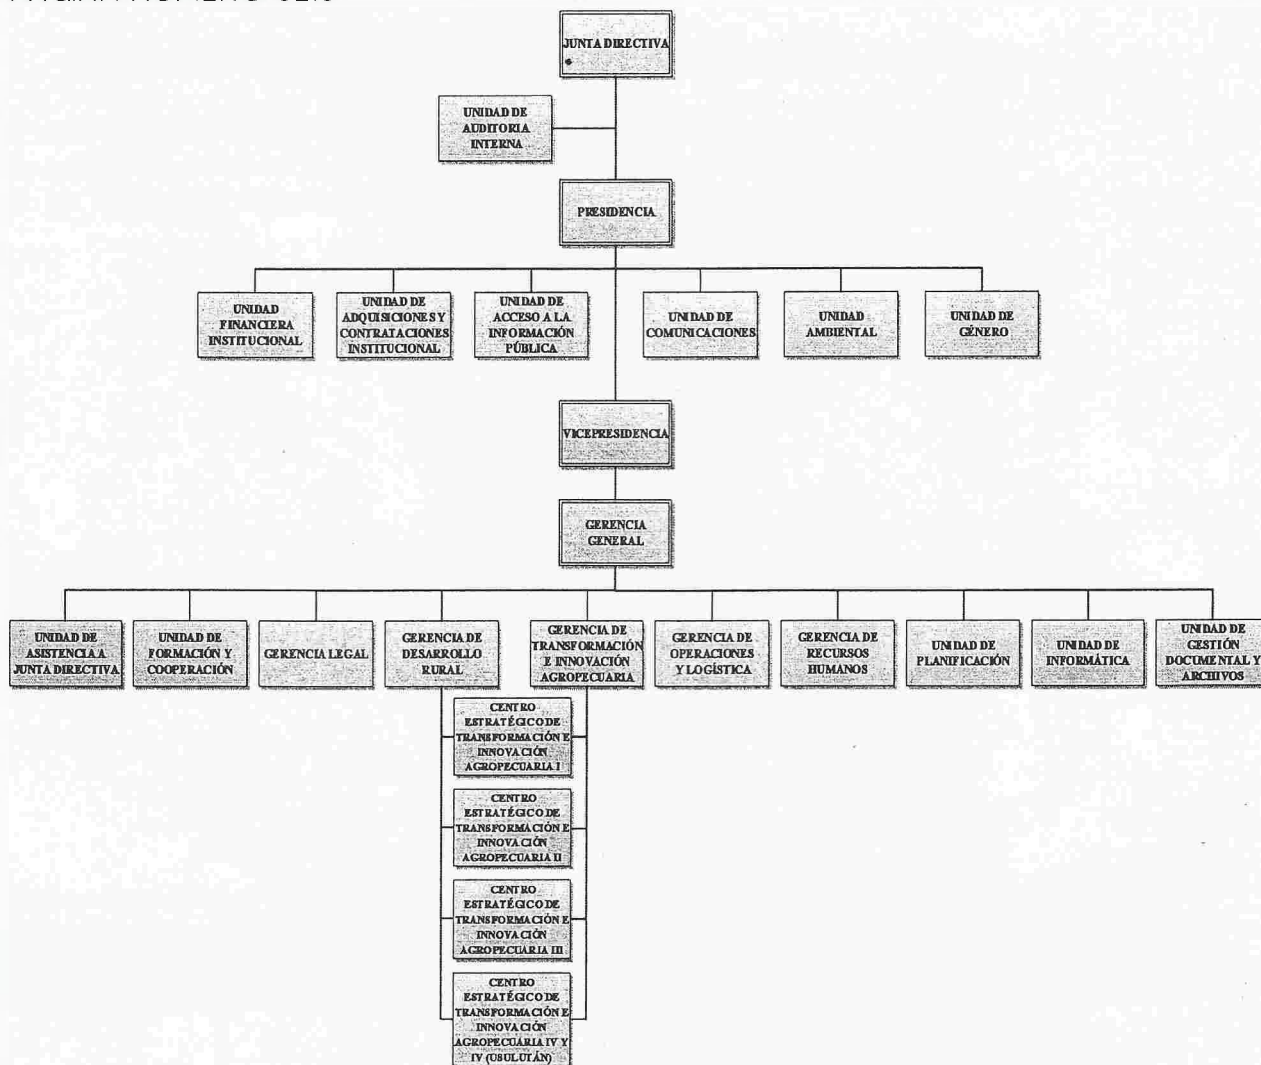 JUNTA DIRECTIVA
UNIDAD DE
AUDITORIA
INTERNA
PRESIDENCIA
UNIDAD
FINANCIERA
INSTITUCIONAL
UNIDAD DE
ADQUISICIONES Y
CONTRATACIONES
INSTITUCIONAL
UNIDAD DE
ACCESO A LA
INFORMACIÓN
PÚBLICA
UNIDAD DE
COMUNICACIONES
UNIDAD
AMBIENTAL
UNIDAD DE
GÉNERO
VICEPRESIDENCIA
GERENCIA
GENERAL
UNIDAD DE
ASISTENCIA A
JUNTA DIRECTIVA
UNIDAD DE
FORMACIÓN Y
COOPERACIÓN
GERENCIA LEGAL
GERENCIA DE
DESARROLLO
RURAL
GERENCIA DE
TRANSFORMACIÓN
E INNOVACIÓN
AGROPECUARIA
GERENCIA DE
OPERACIONES
Y LOGÍSTICA
GERENCIA DE
RECURSOS
HUMANOS
UNIDAD DE
PLANIFICACIÓN
UNIDAD DE
INFORMÁTICA
UNIDAD DE
GESTIÓN
DOCUMENTAL Y
ARCHIVOS
CENTRO
ESTRATÉGICO DE
TRANSFORMACIÓN E
INNOVACIÓN
AGROPECUARIA I
CENTRO
ESTRATÉGICO DE
TRANSFORMACIÓN E
INNOVACIÓN
AGROPECUARIA II
CENTRO
ESTRATÉGICO DE
TRANSFORMACIÓN E
INNOVACIÓN
AGROPECUARIA III
CENTRO
ESTRATÉGICO DE
TRANSFORMACIÓN E
INNOVACIÓN
AGROPECUARIA IV Y
IV (USULUTÁN)